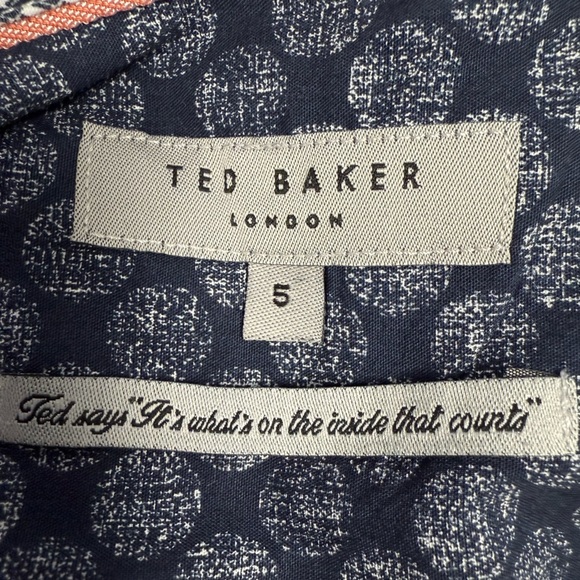 TED BAKER
LONDON
5
Ted says "It's what's on the inside that counts"